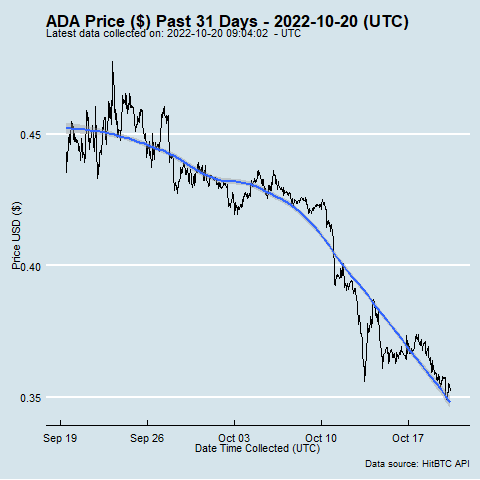 ADA Price ($) Past 31 Days - 2022-10-20 (UTC)
Latest data collected on: 2022-10-20 09:04:02  - UTC
0.45
0.40
0.35
Price USD ($)
Sep 19
Sep 26
Oct 03
Oct 10
Oct 17
Date Time Collected (UTC)
Data source: HitBTC API